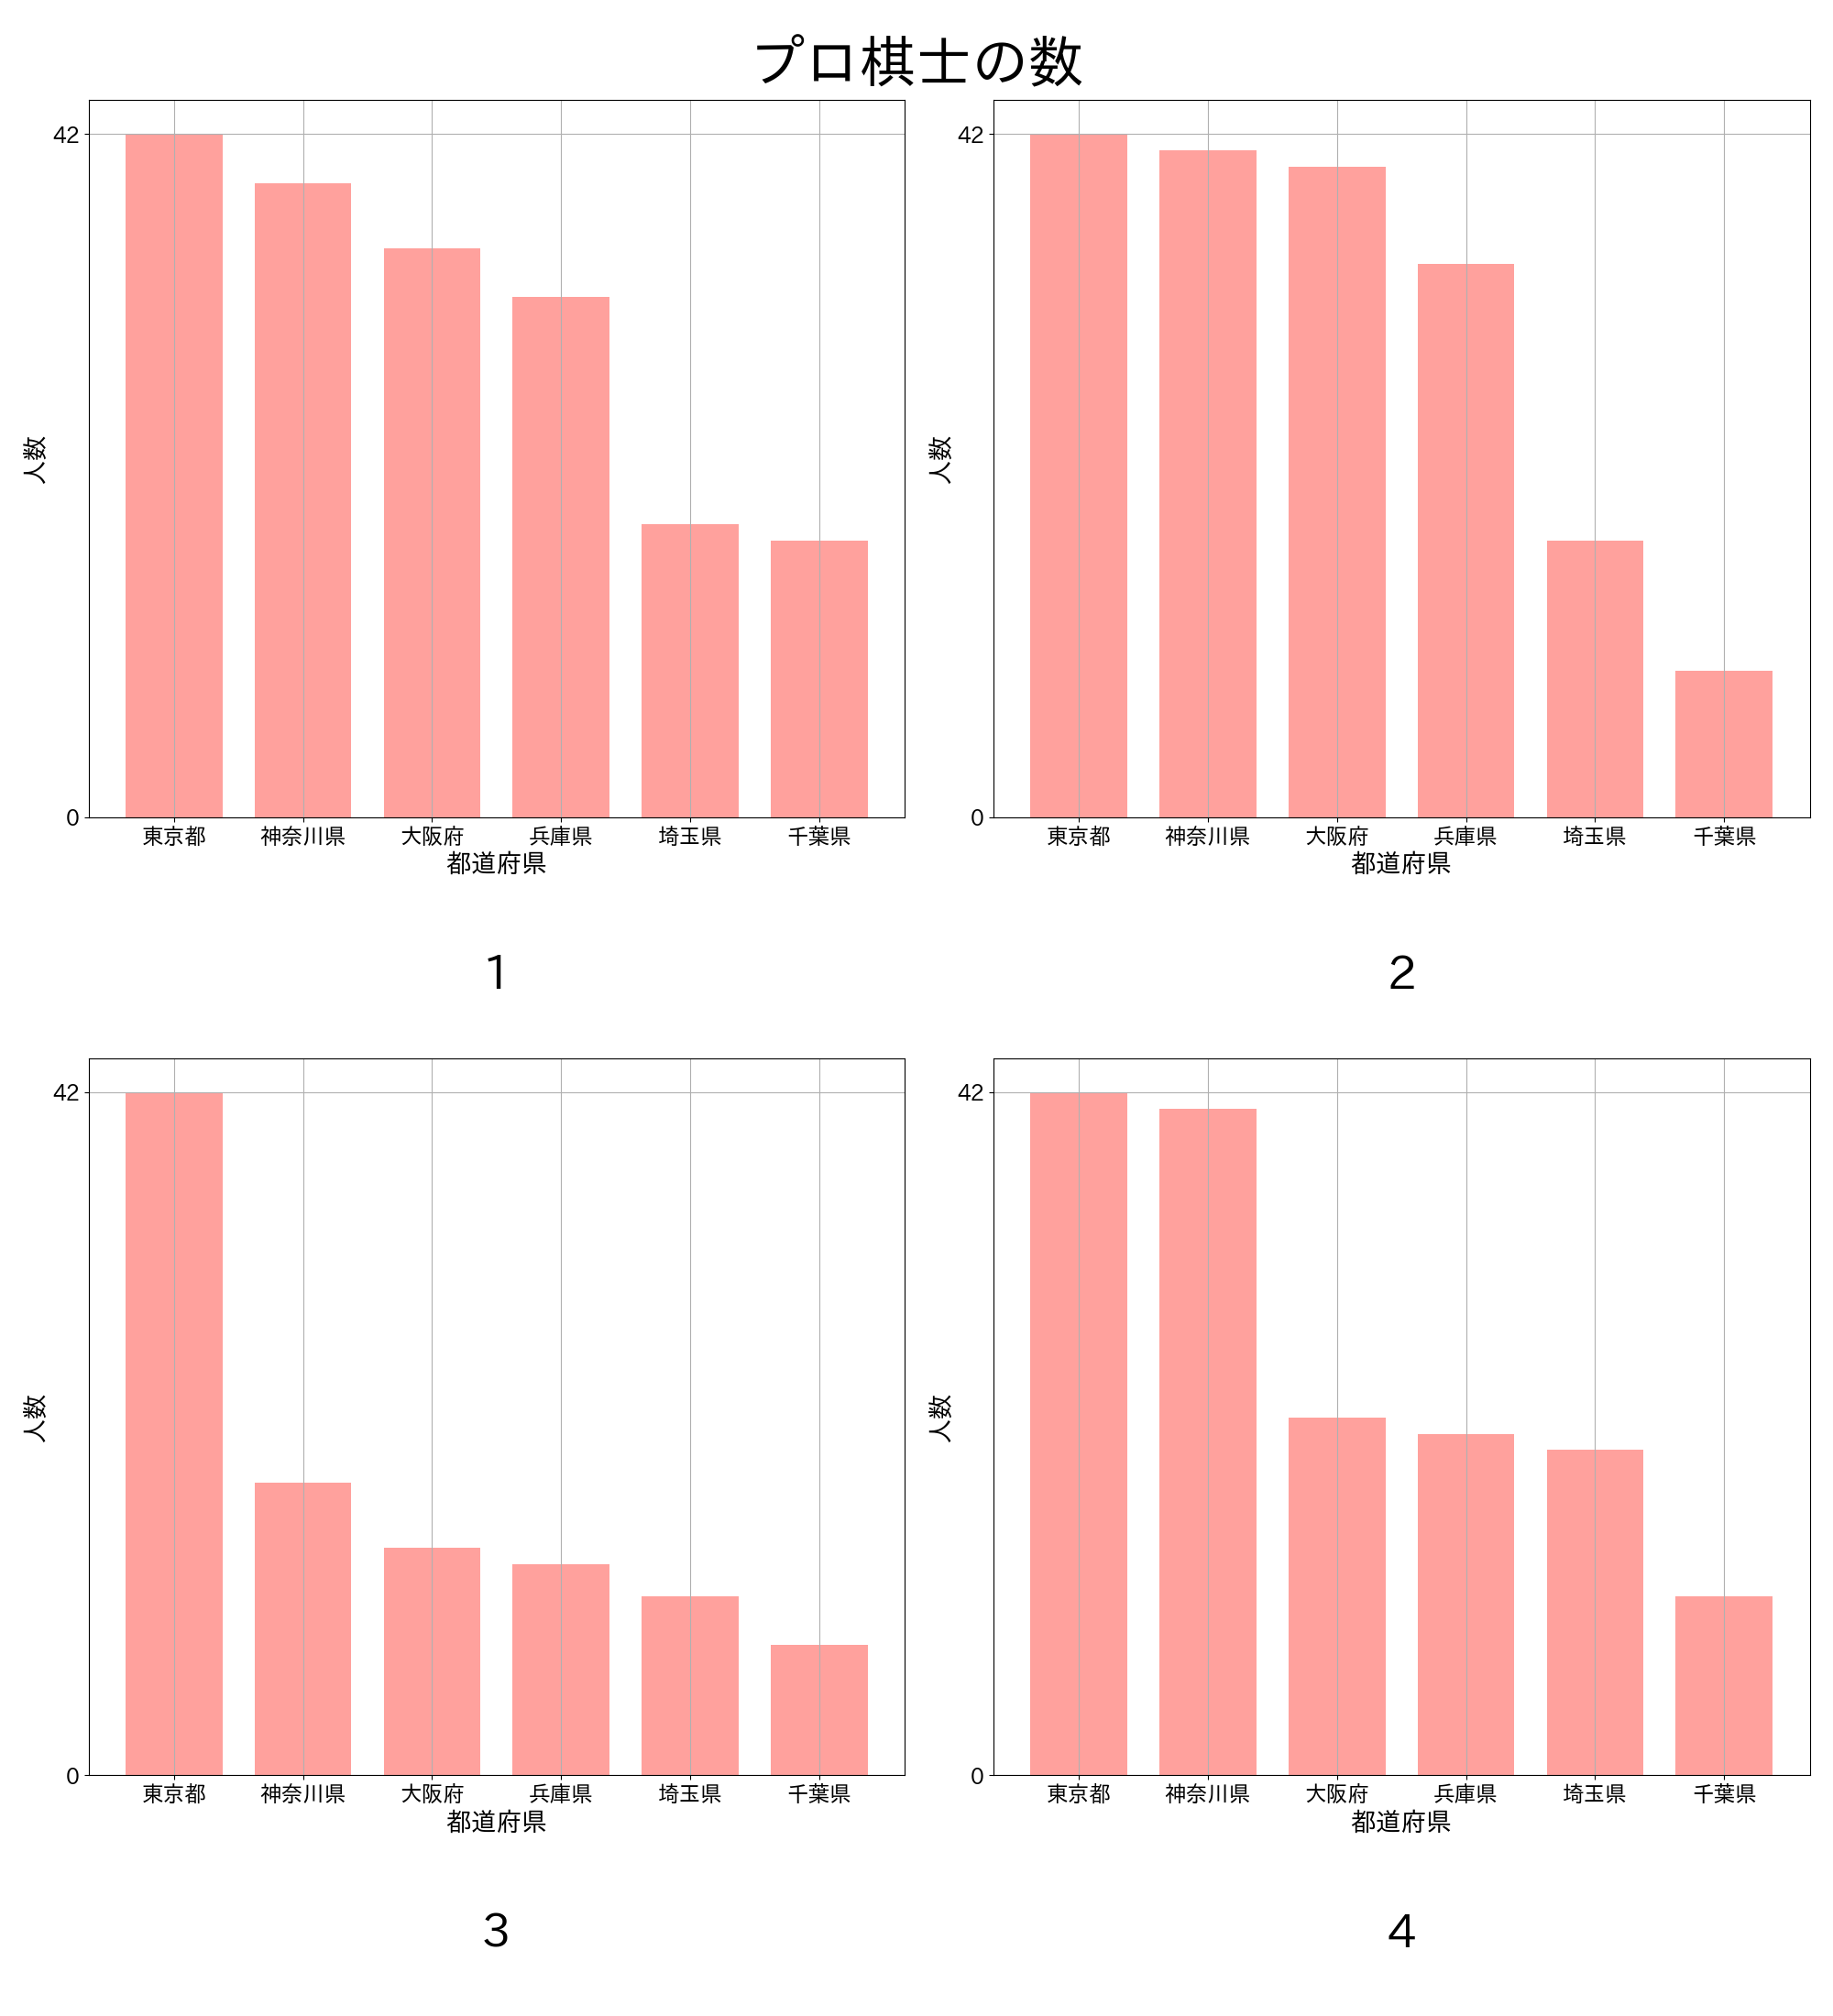 プロ棋士の数
42
0
人数
東京都 神奈川県 大阪府 兵庫県 埼玉県 千葉県
都道府県
1
42
0
人数
東京都 神奈川県 大阪府 兵庫県 埼玉県 千葉県
都道府県
2
42
0
人数
東京都 神奈川県 大阪府 兵庫県 埼玉県 千葉県
都道府県
3
42
0
人数
東京都 神奈川県 大阪府 兵庫県 埼玉県 千葉県
都道府県
4